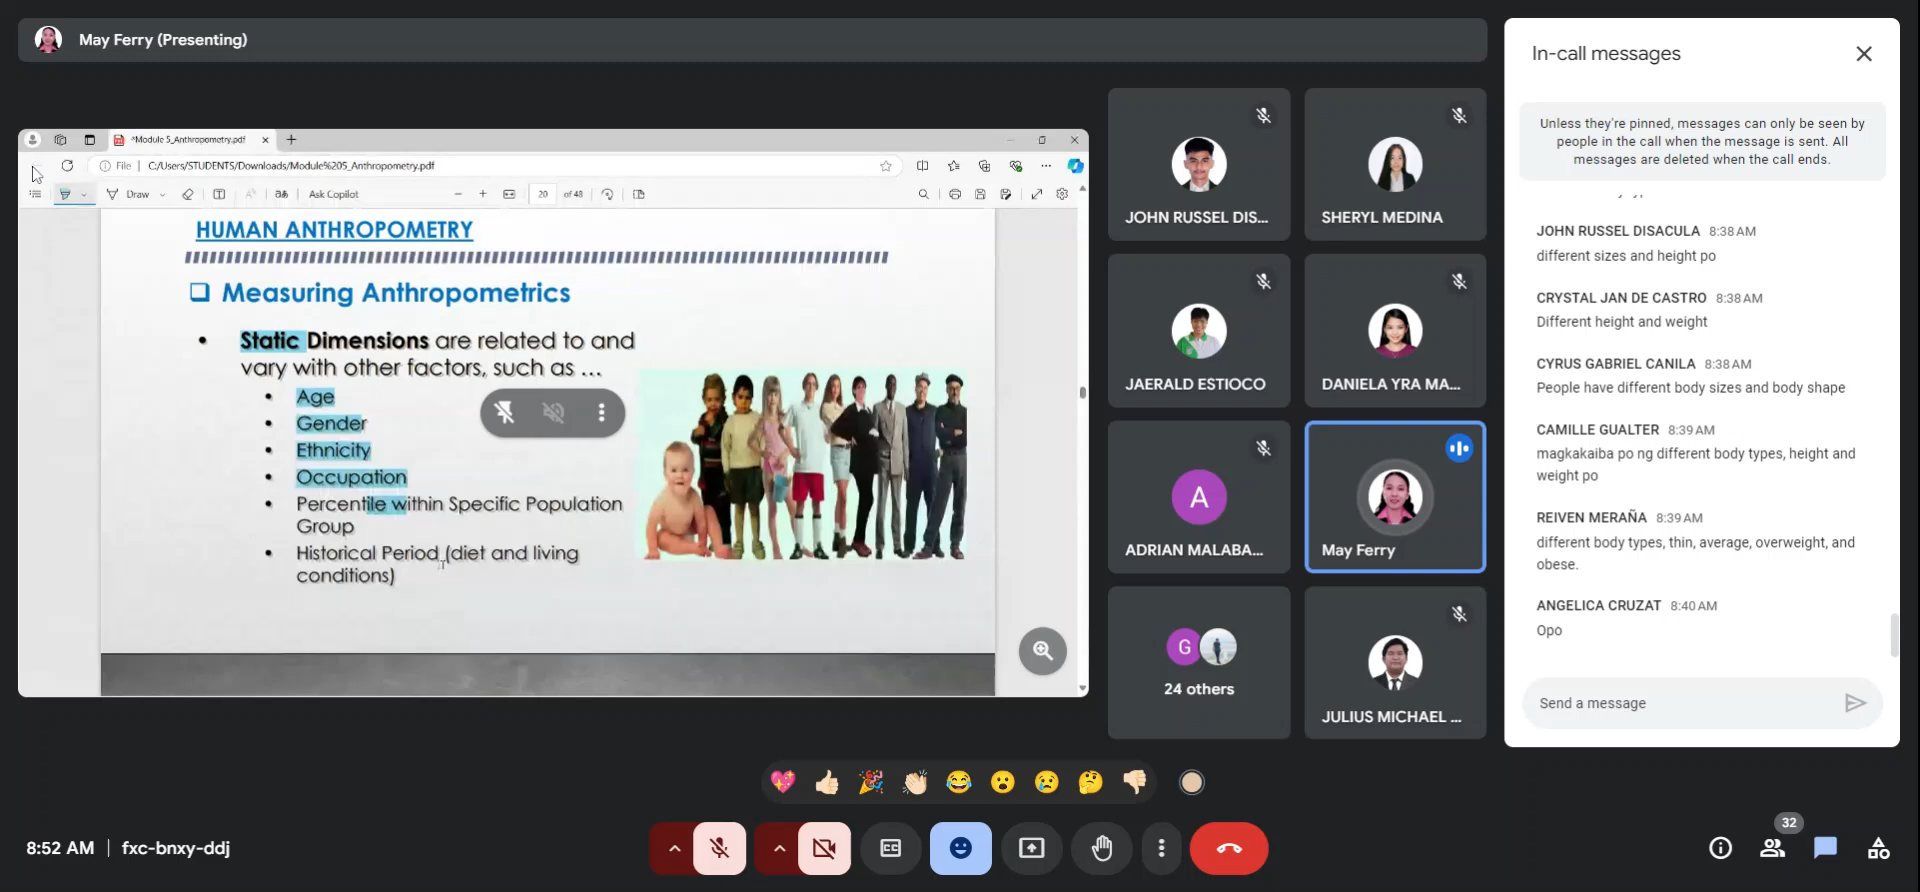 May Ferry (Presenting)
*Module 5_Anthropometry.pdf
File
C:/Users/STUDENTS/Downloads/Module%205_Anthropometry.pdf
Draw
Ask Copilot
20
of 48
HUMAN ANTHROPOMETRY
Measuring Anthropometrics
• Static Dimensions are related to and
vary with other factors, such as ...
• Age
• Gender
• Ethnicity
• Occupation
• Percentile within Specific Population
Group
• Historical Period (diet and living
conditions)
JOHN RUSSEL DIS...
SHERYL MEDINA
JAERALD ESTIOCO
DANIELA YRA MA...
A
ADRIAN MALABA...
May Ferry
G
24 others
JULIUS MICHAEL ...
In-call messages
Unless they're pinned, messages can only be seen by
people in the call when the message is sent. All
messages are deleted when the call ends.
JOHN RUSSEL DISACULA 8:38 AM
different sizes and height po
CRYSTAL JAN DE CASTRO 8:38 AM
Different height and weight
CYRUS GABRIEL CANILA 8:38 AM
People have different body sizes and body shape
CAMILLE GUALTER 8:39 AM
magkakaiba po ng different body types, height and
weight po
REIVEN MERAÑA 8:39 AM
different body types, thin, average, overweight, and
obese.
ANGELICA CRUZAT 8:40 AM
Opo
Send a message
8:52 AM | fxc-bnxy-ddj
32